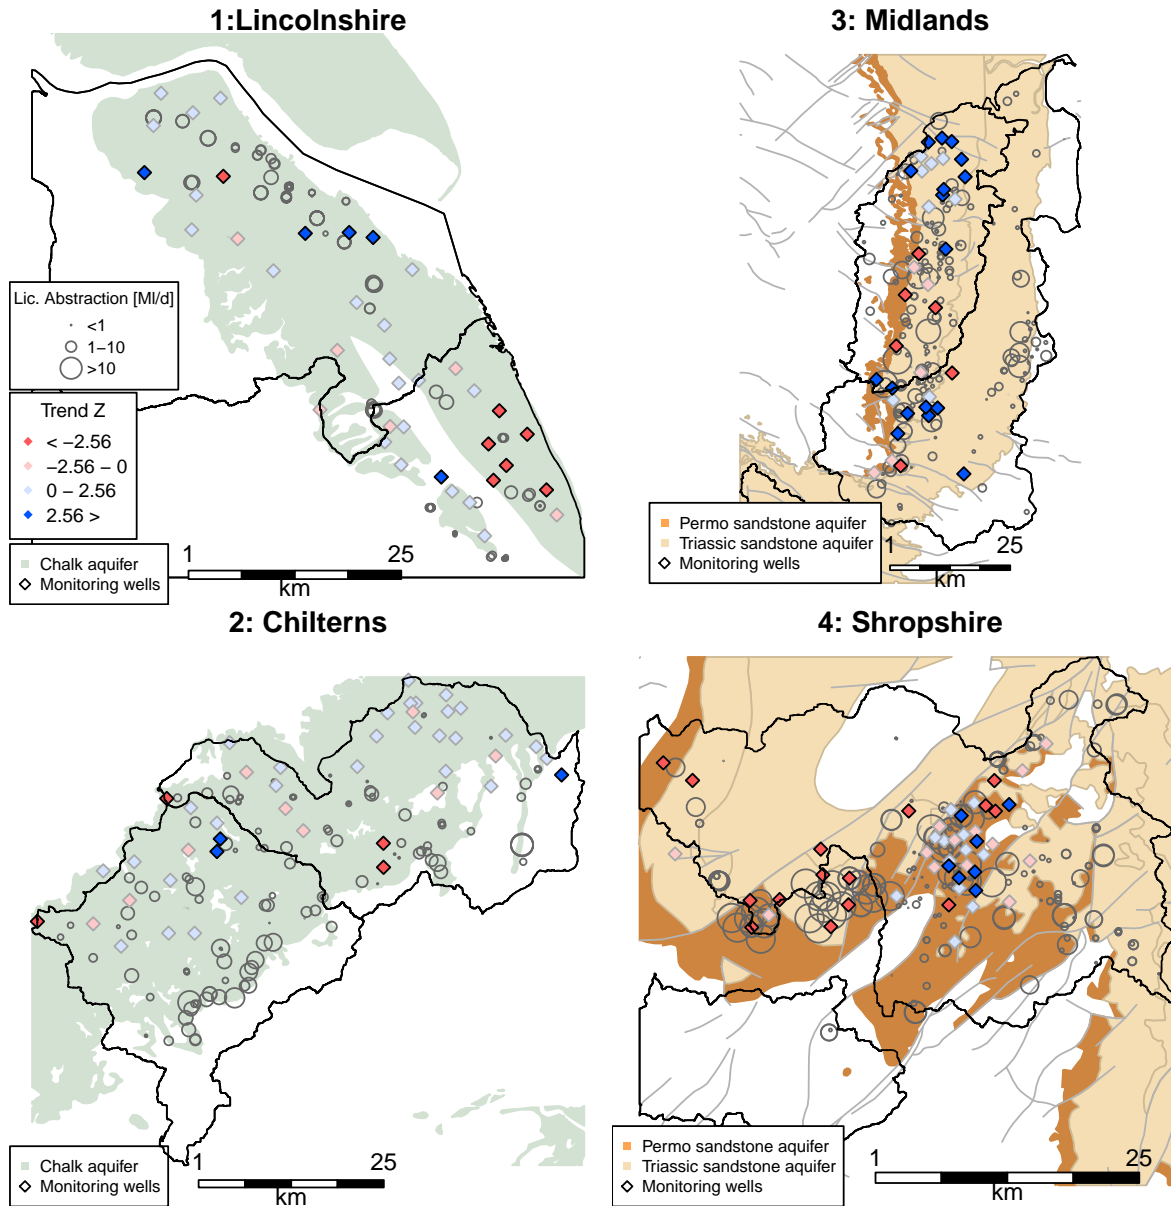 1:Lincolnshire
Lic. Abstraction [Ml/d]
<1
1−10
>10
Trend Z
< −2.56
−2.56 − 0
0 − 2.56
2.56 >
Chalk aquifer
Monitoring wells
1
25
km
3: Midlands
Permo sandstone aquifer
Triassic sandstone aquifer
Monitoring wells
1
25
km
2: Chilterns
Chalk aquifer
Monitoring wells
1
25
km
4: Shropshire
Permo sandstone aquifer
Triassic sandstone aquifer
Monitoring wells
1
25
km